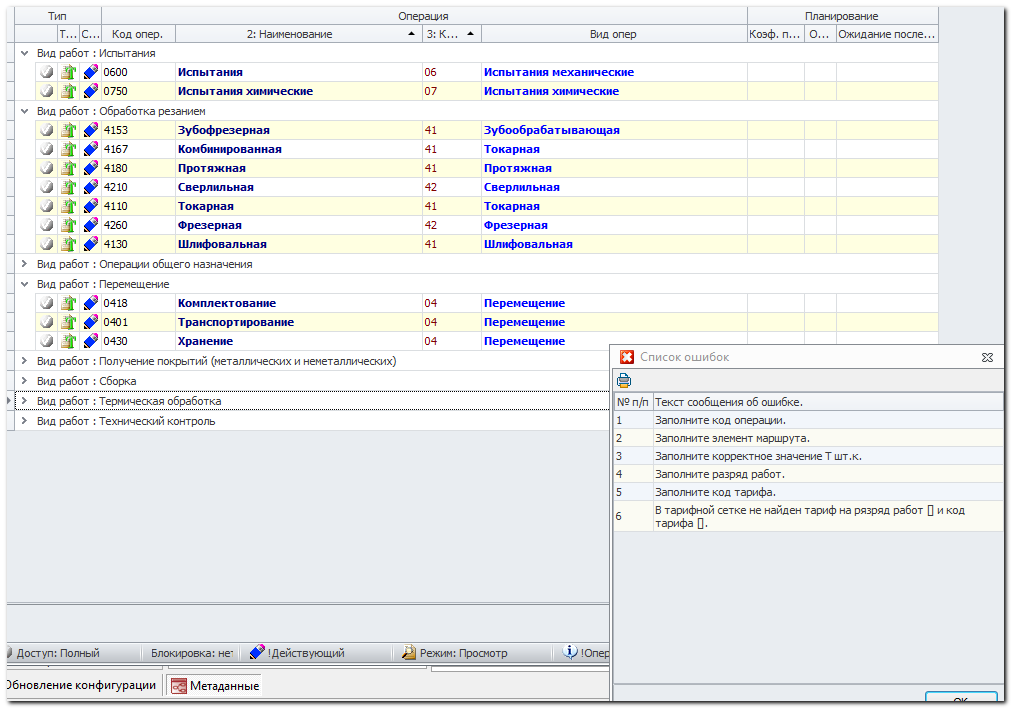 Тип Операция Планирование
Т... С... Код опер. 2: Наименование 3: К... Вид опер Коэф. п... О... Ожидание после...
Вид работ : Испытания
0600 Испытания 06 Испытания механические
0750 Испытания химические 07 Испытания химические
Вид работ : Обработка резанием
4153 Зубофрезерная 41 Зубообрабатывающая
4167 Комбинированная 41 Токарная
4180 Протяжная 41 Протяжная
4210 Сверлильная 42 Сверлильная
4110 Токарная 41 Токарная
4260 Фрезерная 42 Фрезерная
4130 Шлифовальная 41 Шлифовальная
Вид работ : Операции общего назначения
Вид работ : Перемещение
0418 Комплектование 04 Перемещение
0401 Транспортирование 04 Перемещение
0430 Хранение 04 Перемещение
Вид работ : Получение покрытий (металлических и неметаллических)
Вид работ : Сборка
Вид работ : Термическая обработка
Вид работ : Технический контроль
Список ошибок
№ п/п Текст сообщения об ошибке.
1 Заполните код операции.
2 Заполните элемент маршрута.
3 Заполните корректное значение Т шт.к.
4 Заполните разряд работ.
5 Заполните код тарифа.
6 В тарифной сетке не найден тариф на рязряд работ [] и код
тарифа [].
OK
Доступ: Полный Блокировка: нет !Действующий Режим: Просмотр !Опер
Обновление конфигурации Метаданные